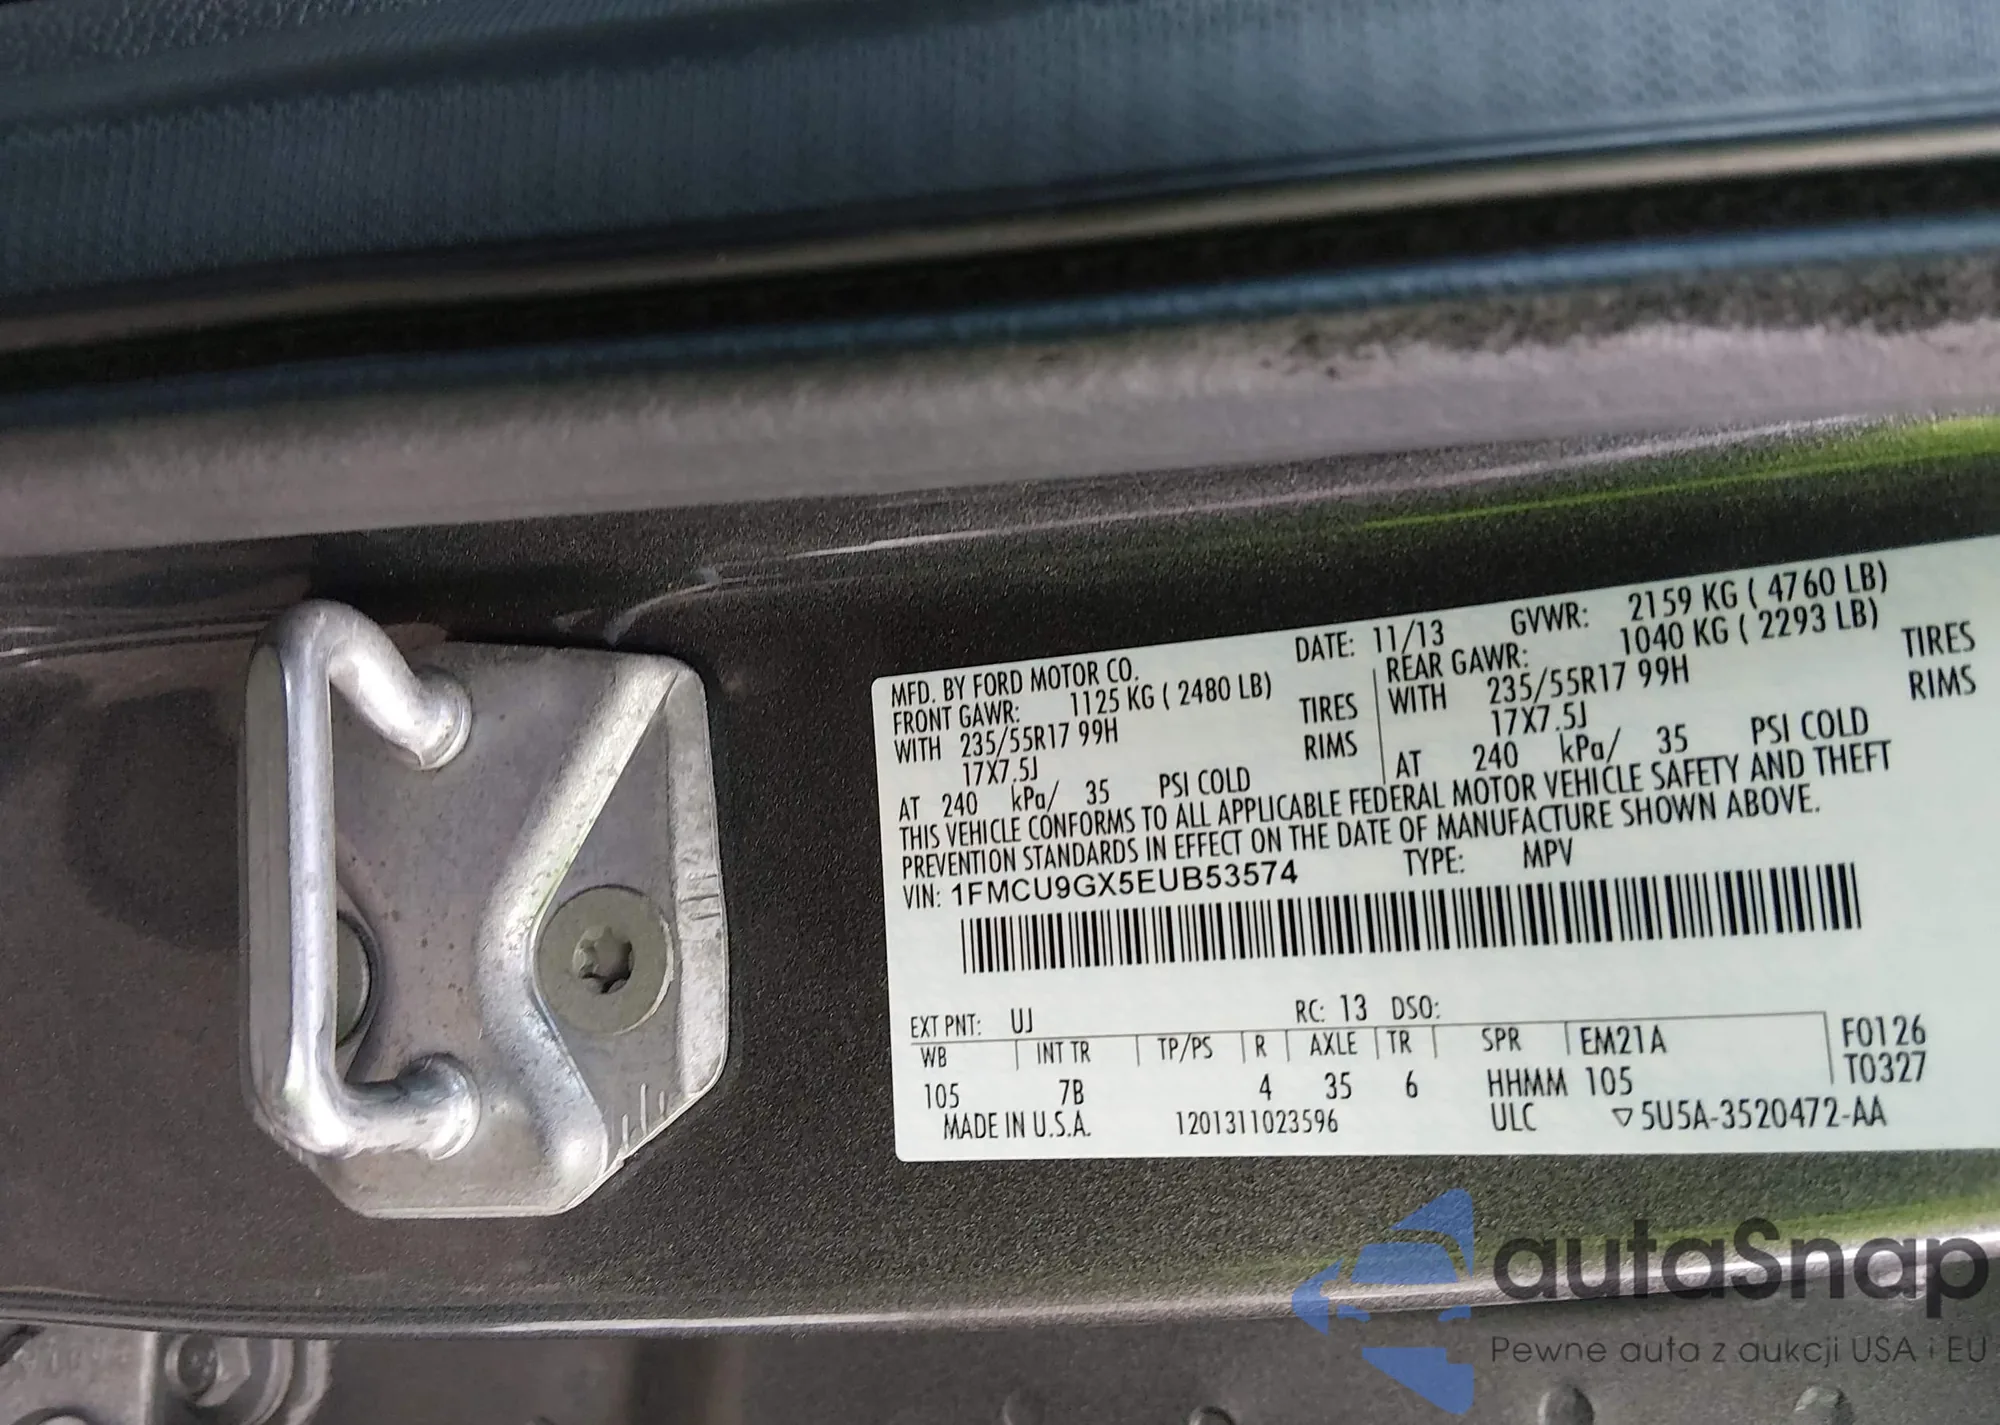 MFD. BY FORD MOTOR CO. DATE: 11/13 GVWR: 2159 KG ( 4760 LB)
FRONT GAWR: 1125 KG ( 2480 LB) REAR GAWR: 1040 KG ( 2293 LB)
WITH 235/55R17 99H TIRES WITH 235/55R17 99H TIRES
17X7.5J RIMS 17X7.5J RIMS
AT 240 kPa/ 35 PSI COLD AT 240 kPa/ 35 PSI COLD
THIS VEHICLE CONFORMS TO ALL APPLICABLE FEDERAL MOTOR VEHICLE SAFETY AND THEFT
PREVENTION STANDARDS IN EFFECT ON THE DATE OF MANUFACTURE SHOWN ABOVE.
VIN: 1FMCU9GX5EUB53574 TYPE: MPV
EXT PNT: UJ RC: 13 DSO:
WB INT TR TP/PS R AXLE TR SPR EM21A F0126
105 7B 4 35 6 HHMM 105 T0327
MADE IN U.S.A. 1201311023596 ULC ▽5U5A-3520472-AA
autaSnap
Pewne auta z aukcji USA i EU